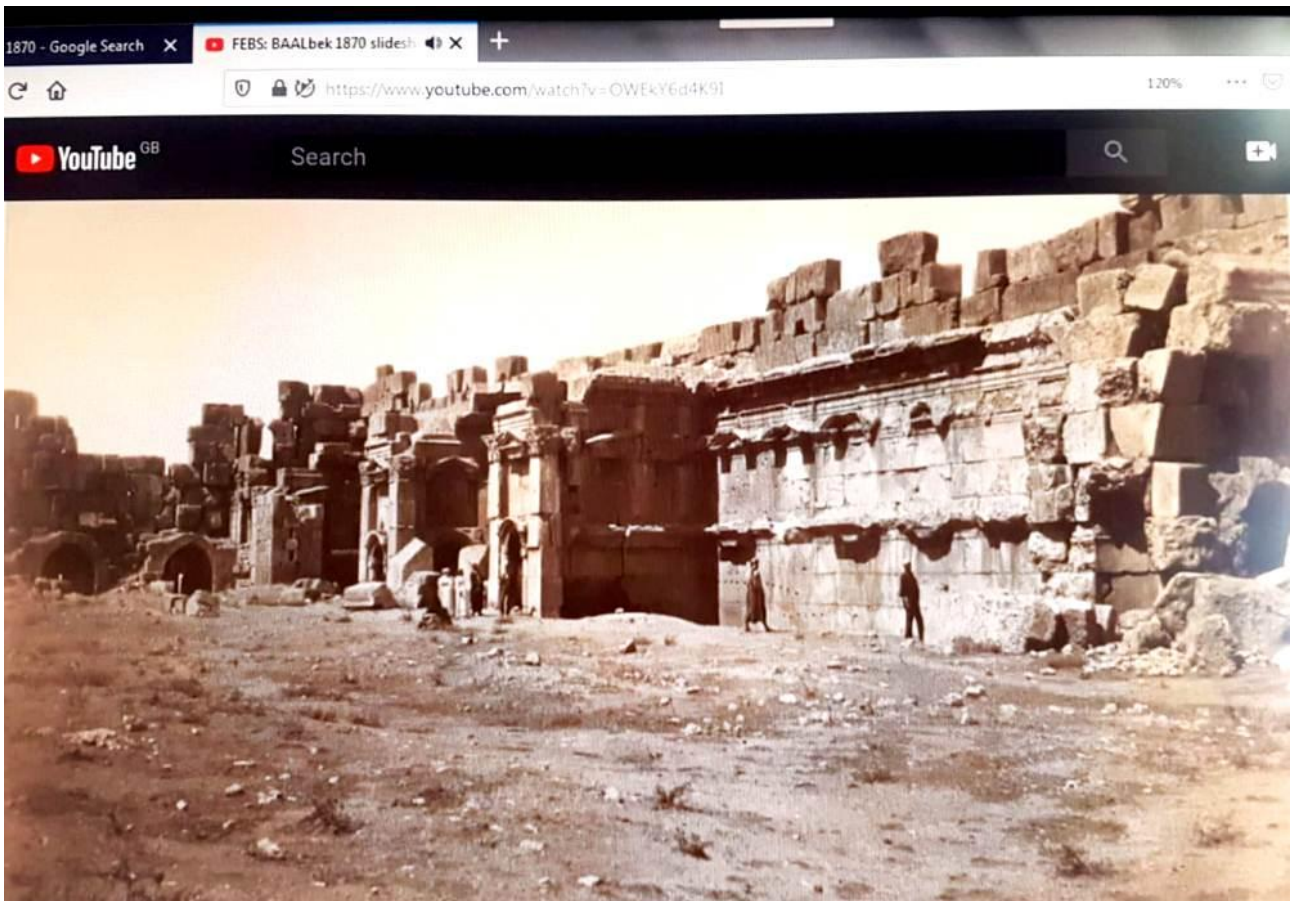 1870 - Google Search
FEBS: BAALbek 1870 slidesh
https://www.youtube.com/watch?v=OWEkY6d4K9I
120%
YouTube GB
Search